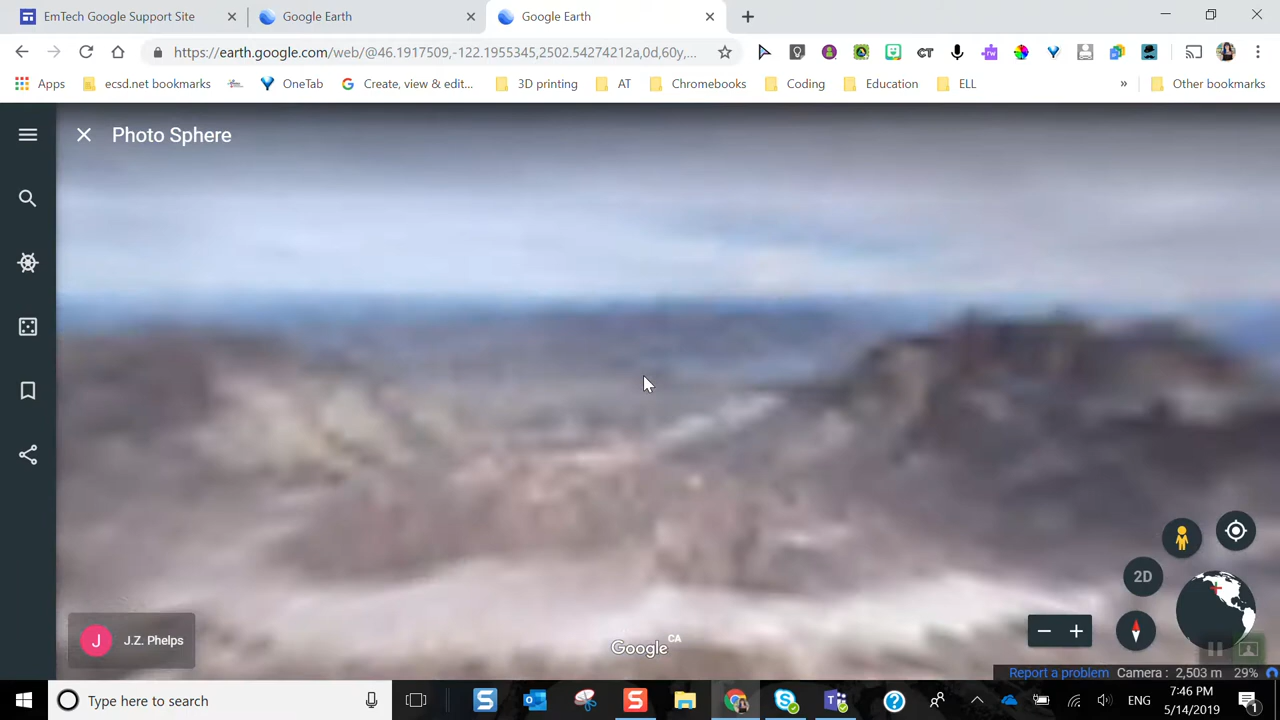 EmTech Google Support Site
Google Earth
Google Earth
https://earth.google.com/web/@46.1917509,-122.1955345,2502.54274212a,0d,60y,...
Apps
ecsd.net bookmarks
OneTab
Create, view & edit...
3D printing
AT
Chromebooks
Coding
Education
ELL
»
Other bookmarks
Photo Sphere
2D
J
J.Z. Phelps
Google
CA
Report a problem
Camera : 2,503 m
29%
Type here to search
ENG
7:46 PM
5/14/2019